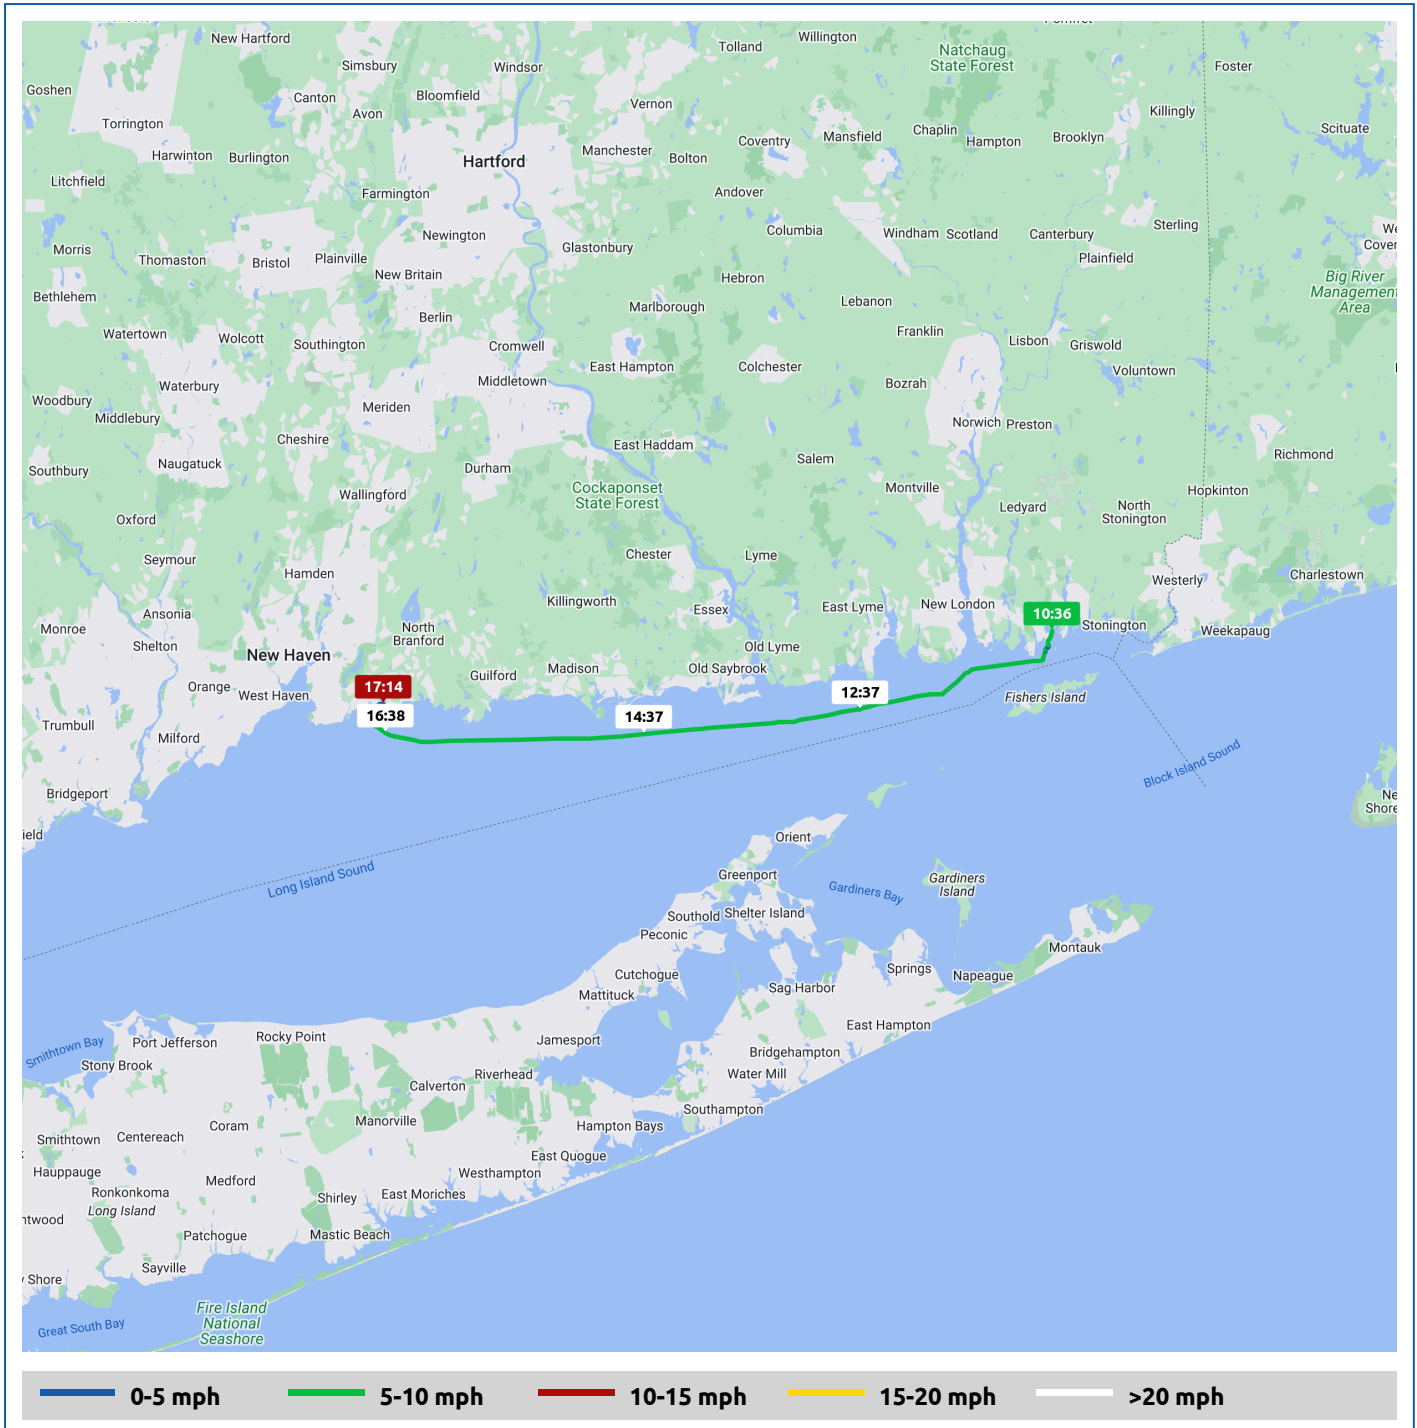 New Hartford
Simsbury
Windsor
Tolland
Willington
Natchaug
State Forest
Foster
Goshen
Canton
Avon
Bloomfield
Vernon
Killingly
Torrington
Harwinton
Burlington
Hartford
Manchester
Bolton
Coventry
Mansfield
Chaplin
Hampton
Brooklyn
Scituate
Litchfield
Farmington
Andover
Morris
Thomaston
Bristol
Plainville
Newington
New Britain
Glastonbury
Columbia
Windham
Scotland
Canterbury
Sterling
Plainfield
We
Cover
Bethlehem
Hebron
Big River
Management
Area
Watertown
Wolcott
Southington
Berlin
Cromwell
Marlborough
Lebanon
Franklin
Lisbon
Griswold
Waterbury
Middletown
East Hampton
Colchester
Bozrah
Voluntown
Woodbury
Middlebury
Meriden
Cheshire
Norwich
Preston
Southbury
Naugatuck
Durham
East Haddam
Salem
Richmond
Wallingford
Cockaponset
State Forest
Montville
Ledyard
Hopkinton
North
Stonington
Oxford
Seymour
Hamden
Chester
Lyme
Westerly
Charlestown
Ansonia
Killingworth
Essex
East Lyme
New London
10:36
Stonington
Weekapaug
Monroe
Shelton
North
Branford
New Haven
Old Lyme
Guilford
Madison
Old Saybrook
Orange
West Haven
17:14
16:38
14:37
12:37
Fishers Island
Trumbull
Milford
Bridgeport
Block Island Sound
Ne
Shore
ield
Orient
Long Island Sound
Greenport
Gardiners Bay
Gardiners
Island
Southold
Shelter Island
Peconic
Montauk
Cutchogue
Mattituck
Springs
Napeague
Sag Harbor
Rocky Point
Jamesport
East Hampton
Smithtown Bay
Port Jefferson
Stony Brook
Bridgehampton
Water Mill
Calverton
Riverhead
Southampton
Manorville
Smithtown
Centereach
Coram
Hampton Bays
Hauppauge
East Quogue
Westhampton
Medford
Ronkonkoma
Long Island
Shirley
East Moriches
ntwood
Patchogue
Mastic Beach
Sayville
y Shore
Fire Island
National
Seashore
Great South Bay
0-5 mph
5-10 mph
10-15 mph
15-20 mph
>20 mph